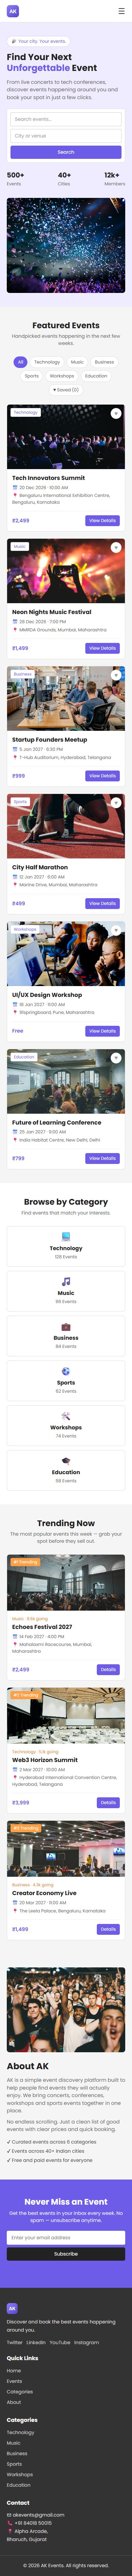 AK
Your city. Your events.
Find Your Next
Unforgettable Event
From live concerts to tech conferences,
discover events happening around you and
book your spot in just a few clicks.
Search events...
City or venue
Search
500+
Events
40+
Cities
12k+
Members
Featured Events
Handpicked events happening in the next few
weeks.
All
Technology
Music
Business
Sports
Workshops
Education
♥ Saved (0)
Technology
Tech Innovators Summit
20 Dec 2026 · 10:00 AM
Bengaluru International Exhibition Centre,
Bengaluru, Karnataka
₹2,499
View Details
Music
Neon Nights Music Festival
28 Dec 2026 · 7:00 PM
MMRDA Grounds, Mumbai, Maharashtra
₹1,499
View Details
Business
Startup Founders Meetup
5 Jan 2027 · 5:30 PM
T-Hub Auditorium, Hyderabad, Telangana
₹999
View Details
Sports
City Half Marathon
12 Jan 2027 · 6:00 AM
Marine Drive, Mumbai, Maharashtra
₹499
View Details
Workshops
UI/UX Design Workshop
18 Jan 2027 · 11:00 AM
91springboard, Pune, Maharashtra
Free
View Details
Education
Future of Learning Conference
25 Jan 2027 · 9:00 AM
India Habitat Centre, New Delhi, Delhi
₹799
View Details
Browse by Category
Find events that match your interests.
Technology
128 Events
Music
Events
Business
84 Events
Sports
62 Events
Workshops
74 Events
Education
Events
Trending Now
The most popular events this week — grab your
spot before they sell out.
#1 Trending
Music · going
Echoes Festival 2027
14 Feb 2027 · 4:00 PM
Mahalaxmi Racecourse, Mumbai,
Maharashtra
₹2,499
Details
#2 Trending
Technology · going
Web3 Horizon Summit
2 Mar 2027 · 10:00 AM
Hyderabad International Convention Centre,
Hyderabad, Telangana
₹3,999
Details
#3 Trending
Business · going
Creator Economy Live
20 Mar 2027 · 11:00 AM
The Leela Palace, Bengaluru, Karnataka
₹1,499
Details
About AK
AK is a simple event discovery platform built to
help people find events they will actually
enjoy. We bring concerts, conferences,
workshops and sports events together in one
place.
No endless scrolling. Just a clean list of good
events with clear prices and quick booking.
✓ Curated events across 6 categories
✓ Events across 40+ Indian cities
✓ Free and paid events for everyone
Never Miss an Event
Get the best events in your inbox every week. No
spam — unsubscribe anytime.
Enter your email address
Subscribe
AK
Discover and book the best events happening
around you.
Twitter LinkedIn YouTube Instagram
Quick Links
Home
Events
Categories
About
Categories
Technology
Music
Business
Sports
Workshops
Education
Contact
akevents@gmail.com
+91 84019 50015
Alpha Arcade,
Bharuch, Gujarat
© 2026 AK Events. All rights reserved.